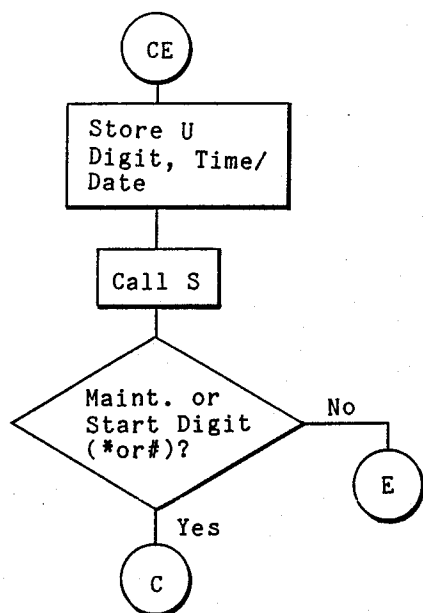 CE
Store U
Digit, Time/
Date
Call S
Maint. or
Start Digit
(*or#)?
No
E
Yes
C